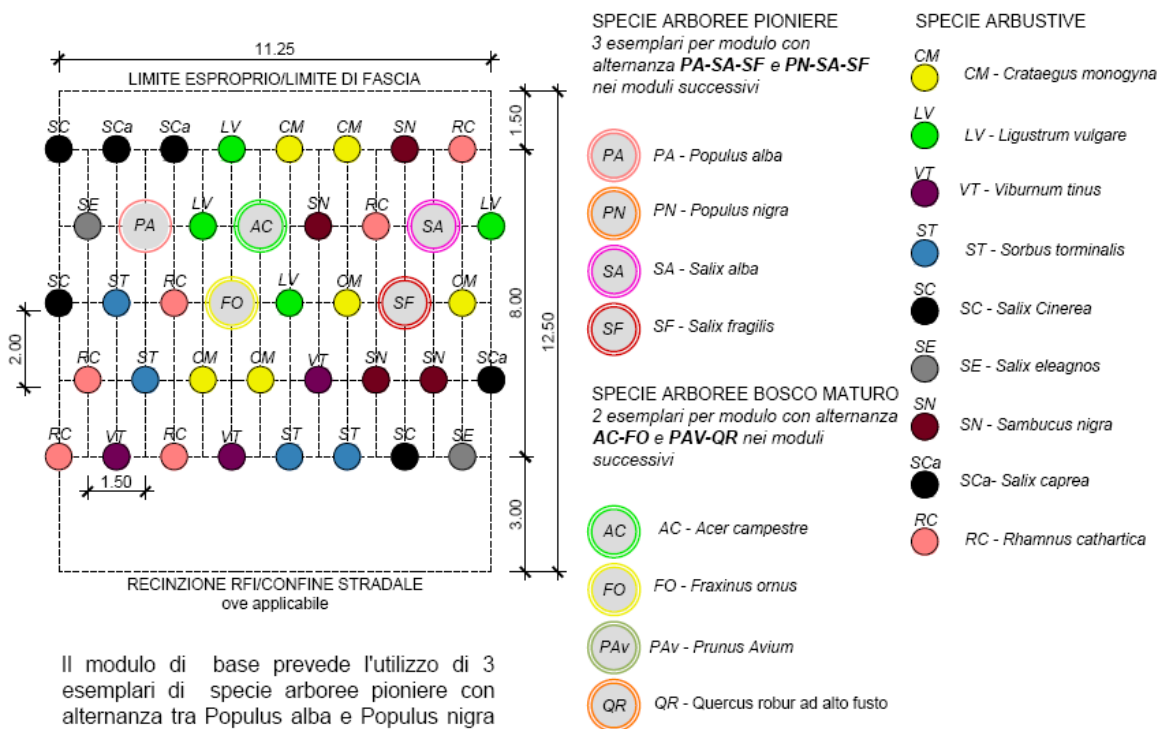 11.25
LIMITE ESPROPRIO/LIMITE DI FASCIA
1.50
SC SCa SCa LV CM CM SN RC
SE PA LV AC SN RC SA LV
SC ST RC FO LV CM SF CM
2.00
8.00
12.50
RC ST CM CM VT SN SN SCa
RC VT RC VT ST ST SC SE
1.50
3.00
RECINZIONE RFI/CONFINE STRADALE
ove applicabile
Il modulo di base prevede l'utilizzo di 3
esemplari di specie arboree pioniere con
alternanza tra Populus alba e Populus nigra
SPECIE ARBOREE PIONIERE
3 esemplari per modulo con
alternanza PA-SA-SF e PN-SA-SF
nei moduli successivi
PA PA - Populus alba
PN PN - Populus nigra
SA SA - Salix alba
SF SF - Salix fragilis
SPECIE ARBOREE BOSCO MATURO
2 esemplari per modulo con alternanza
AC-FO e PAV-QR nei moduli
successivi
AC AC - Acer campestre
FO FO - Fraxinus ornus
PAv PAv - Prunus Avium
QR QR - Quercus robur ad alto fusto
SPECIE ARBUSTIVE
CM CM - Crataegus monogyna
LV LV - Ligustrum vulgare
VT VT - Viburnum tinus
ST ST - Sorbus torminalis
SC SC - Salix Cinerea
SE SE - Salix eleagnos
SN SN - Sambucus nigra
SCa SCa- Salix caprea
RC RC - Rhamnus cathartica